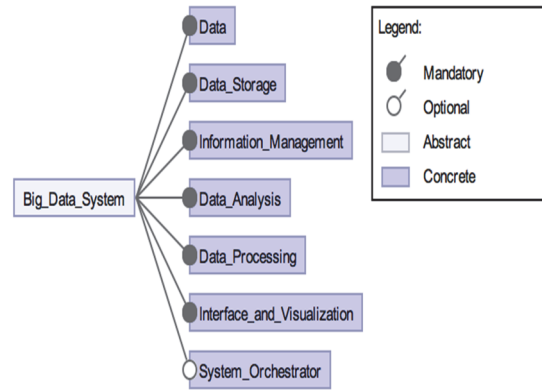 Data
Data_Storage
Information_Management
Big_Data_System
Data_Analysis
Data_Processing
Interface_and_Visualization
System_Orchestrator
Legend:
Mandatory
Optional
Abstract
Concrete